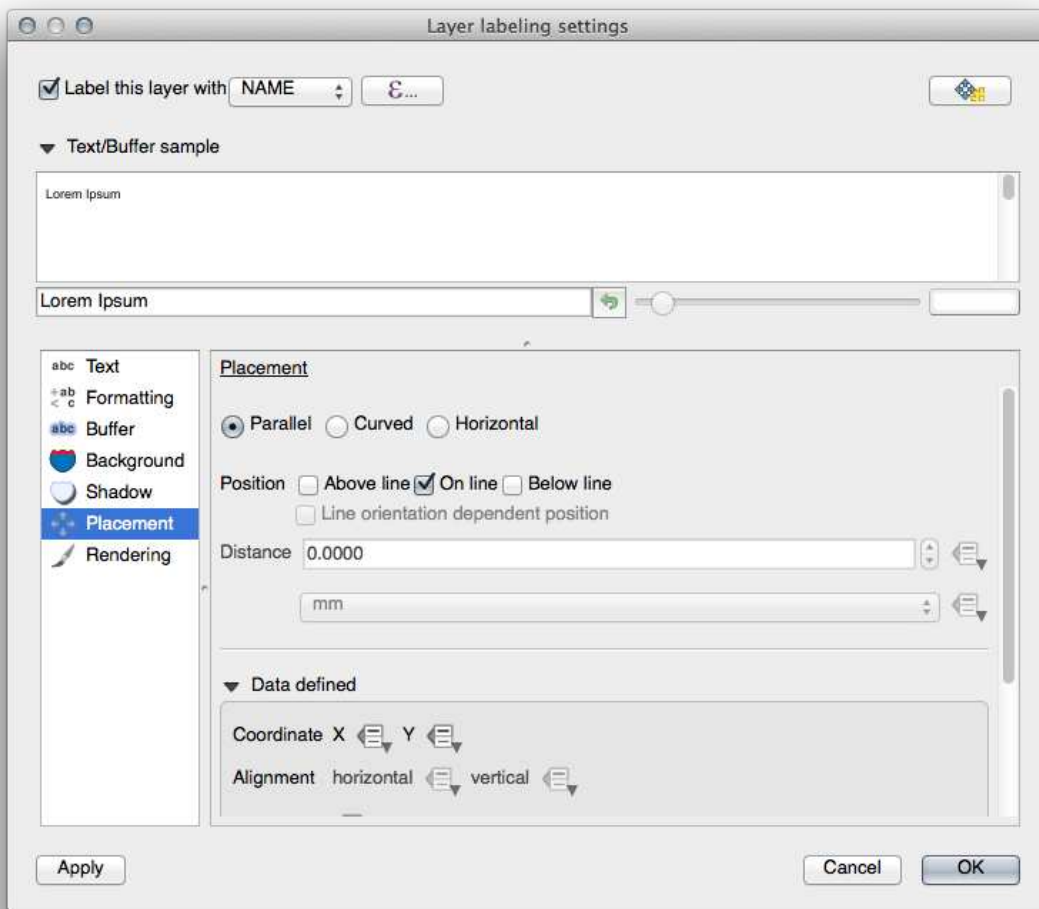 Layer labeling settings
Label this layer with NAME ε...
Text/Buffer sample
Lorem Ipsum
Lorem Ipsum
abc Text
+ab
< c Formatting
abc Buffer
Background
Shadow
Placement
Rendering
Placement
Parallel Curved Horizontal
Position Above line On line Below line
Line orientation dependent position
Distance 0.0000
mm
Data defined
Coordinate X Y
Alignment horizontal vertical
Apply Cancel OK